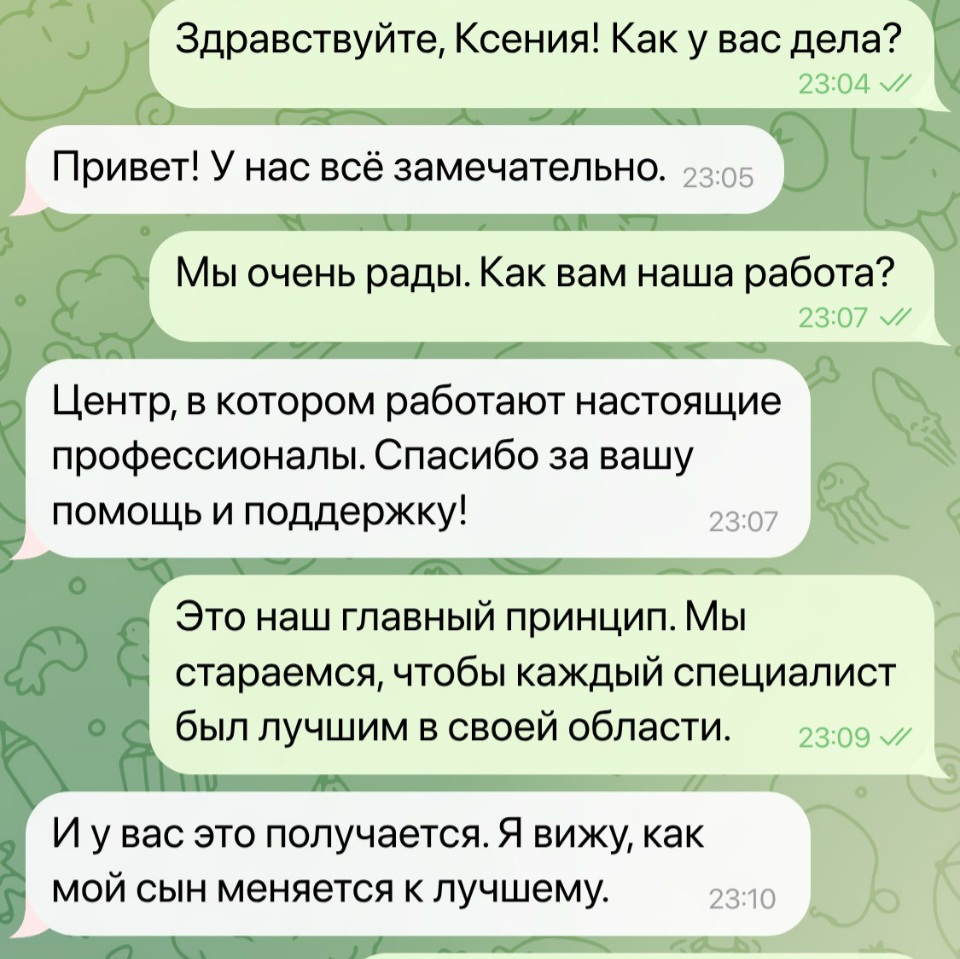 Здравствуйте, Ксения! Как у вас дела?
23:04
Привет! У нас всё замечательно. 23:05
Мы очень рады. Как вам наша работа?
23:07
Центр, в котором работают настоящие
профессионалы. Спасибо за вашу
помощь и поддержку! 23:07
Это наш главный принцип. Мы
стараемся, чтобы каждый специалист
был лучшим в своей области. 23:09
И у вас это получается. Я вижу, как
мой сын меняется к лучшему. 23:10